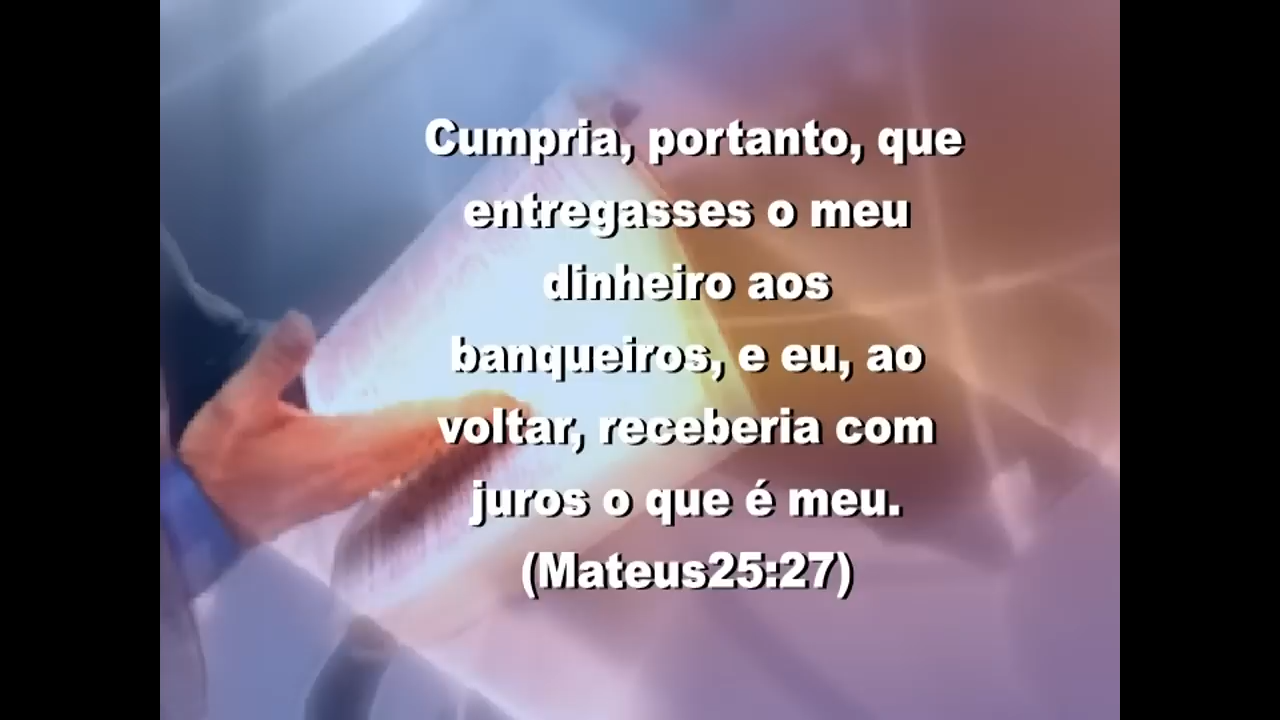 Cumpria, portanto, que
entregasses o meu
dinheiro aos
banqueiros, e eu, ao
voltar, receberia com
juros o que é meu.
(Mateus25:27)